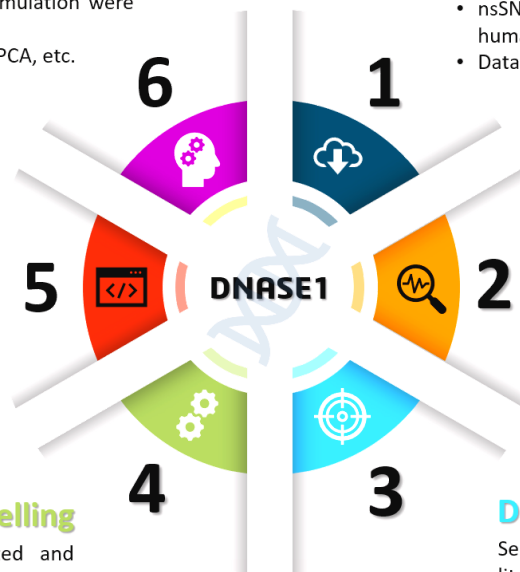 mulation were
PCA, etc.
• nsSN
huma
• Data
6
1
5
</>
DNASE1
2
4
3
elling
ed and
D
Se